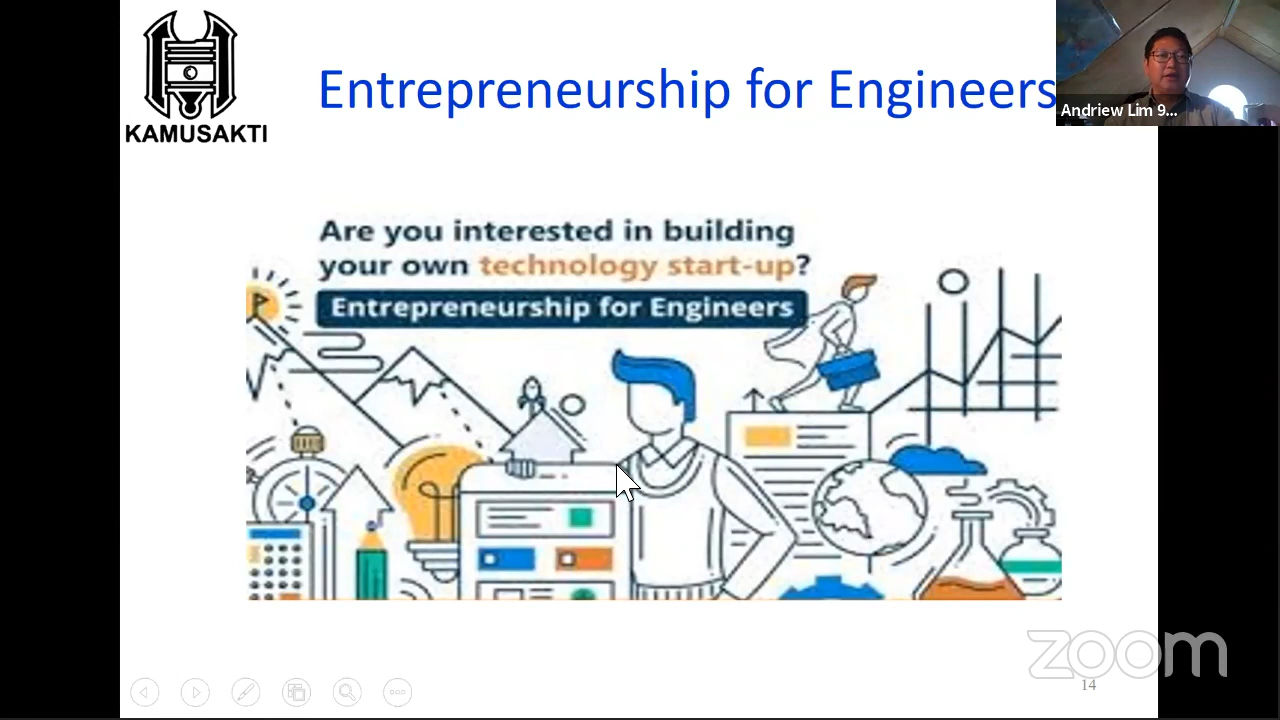 KAMUSAKTI
Entrepreneurship for Engineers
Andriew Lim 9...
Are you interested in building
your own technology start-up?
Entrepreneurship for Engineers
zoom
14